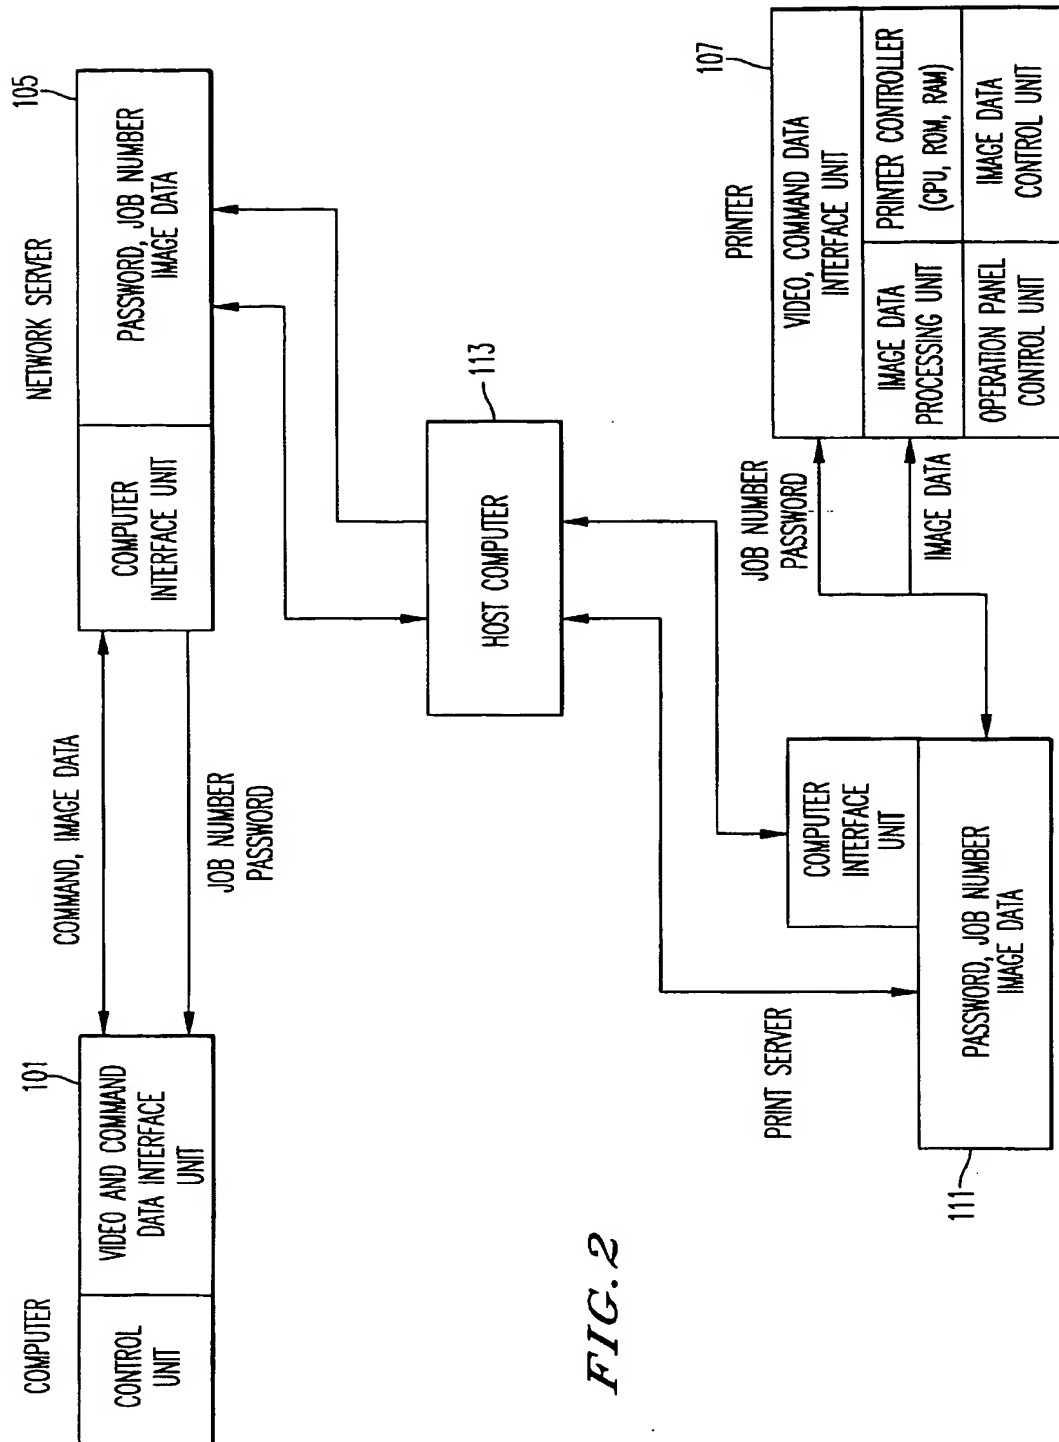 COMPUTER
CONTROL
UNIT
VIDEO AND COMMAND
DATA INTERFACE
UNIT
101
COMMAND, IMAGE DATA
JOB NUMBER
PASSWORD
NETWORK SERVER
COMPUTER
INTERFACE UNIT
PASSWORD, JOB NUMBER
IMAGE DATA
105
HOST COMPUTER
113
PRINT SERVER
COMPUTER
INTERFACE
UNIT
PASSWORD, JOB NUMBER
IMAGE DATA
111
JOB NUMBER
PASSWORD
IMAGE DATA
PRINTER
107
VIDEO, COMMAND DATA
INTERFACE UNIT
IMAGE DATA
PROCESSING UNIT
PRINTER CONTROLLER
(CPU, ROM, RAM)
OPERATION PANEL
CONTROL UNIT
IMAGE DATA
CONTROL UNIT
FIG. 2